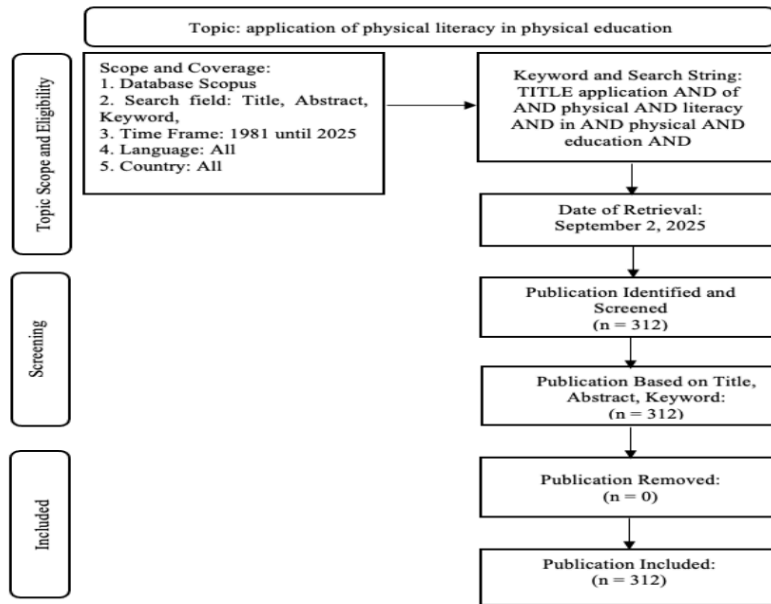 Topic: application of physical literacy in physical education
Topic Scope and Eligibility
Scope and Coverage:
1. Database Scopus
2. Search field: Title, Abstract,
Keyword,
3. Time Frame: 1981 until 2025
4. Language: All
5. Country: All
Keyword and Search String:
TITLE application AND of
AND physical AND literacy
AND in AND physical AND
education AND
Date of Retrieval:
September 2, 2025
Screening
Publication Identified and
Screened
(n = 312)
Publication Based on Title,
Abstract, Keyword:
(n = 312)
Included
Publication Removed:
(n = 0)
Publication Included:
(n = 312)